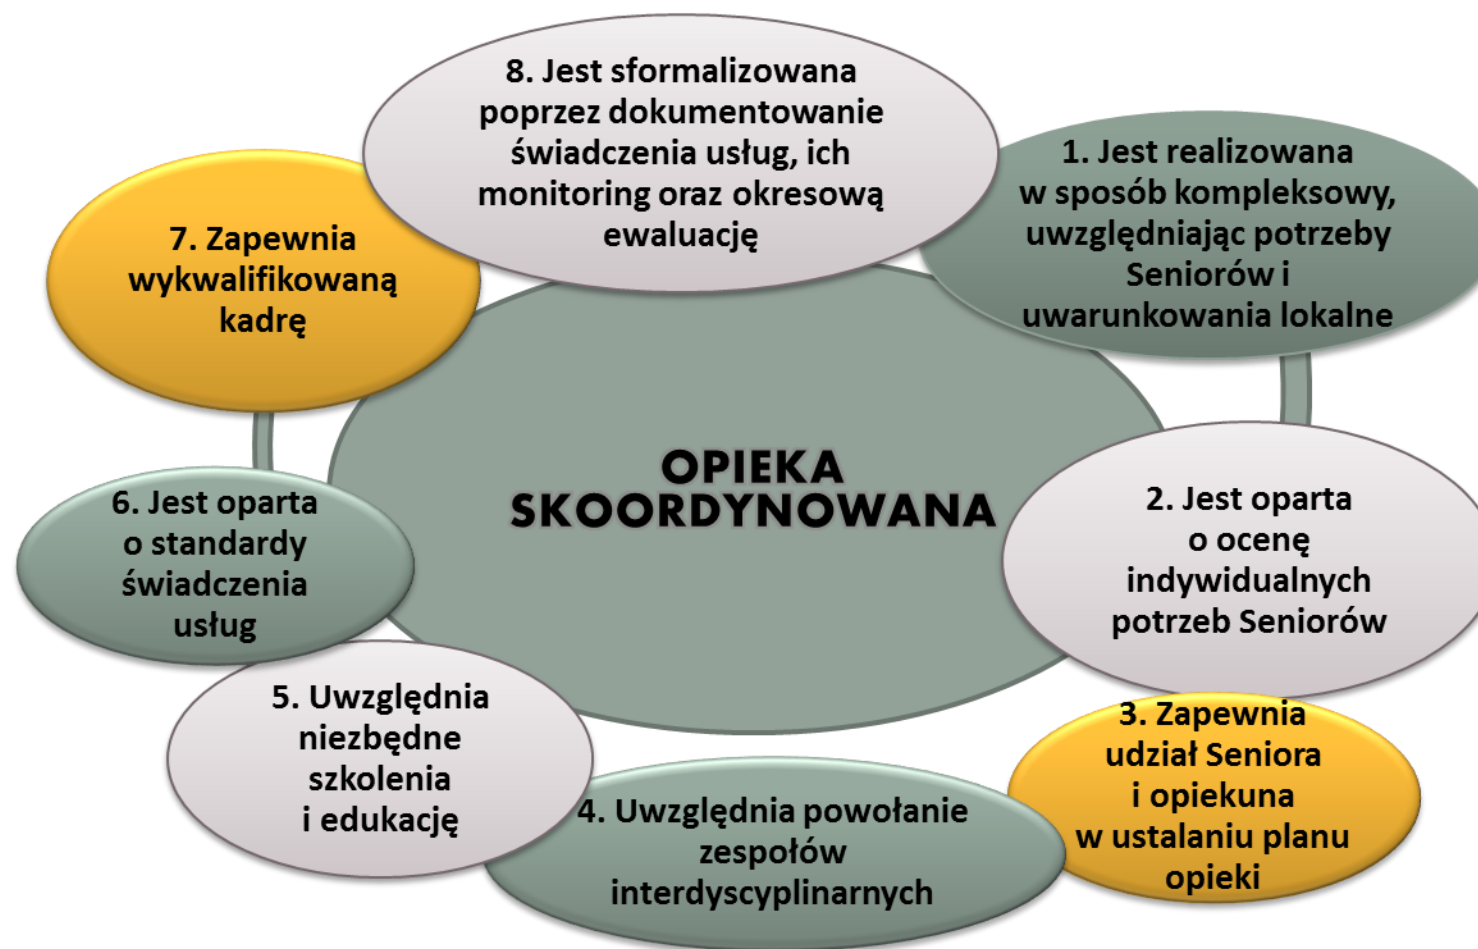 8. Jest sformalizowana
poprzez dokumentowanie
świadczenia usług, ich
monitoring oraz okresową
ewaluację
1. Jest realizowana
w sposób kompleksowy,
uwzględniając potrzeby
Seniorów i
uwarunkowania lokalne
7. Zapewnia
wykwalifikowaną
kadrę
OPIEKA
SKOORDYNOWANA
2. Jest oparta
o ocenę
indywidualnych
potrzeb Seniorów
6. Jest oparta
o standardy
świadczenia
usług
5. Uwzględnia
niezbędne
szkolenia
i edukację
3. Zapewnia
udział Seniora
i opiekuna
w ustalaniu planu
opieki
4. Uwzględnia powołanie
zespołów
interdyscyplinarnych